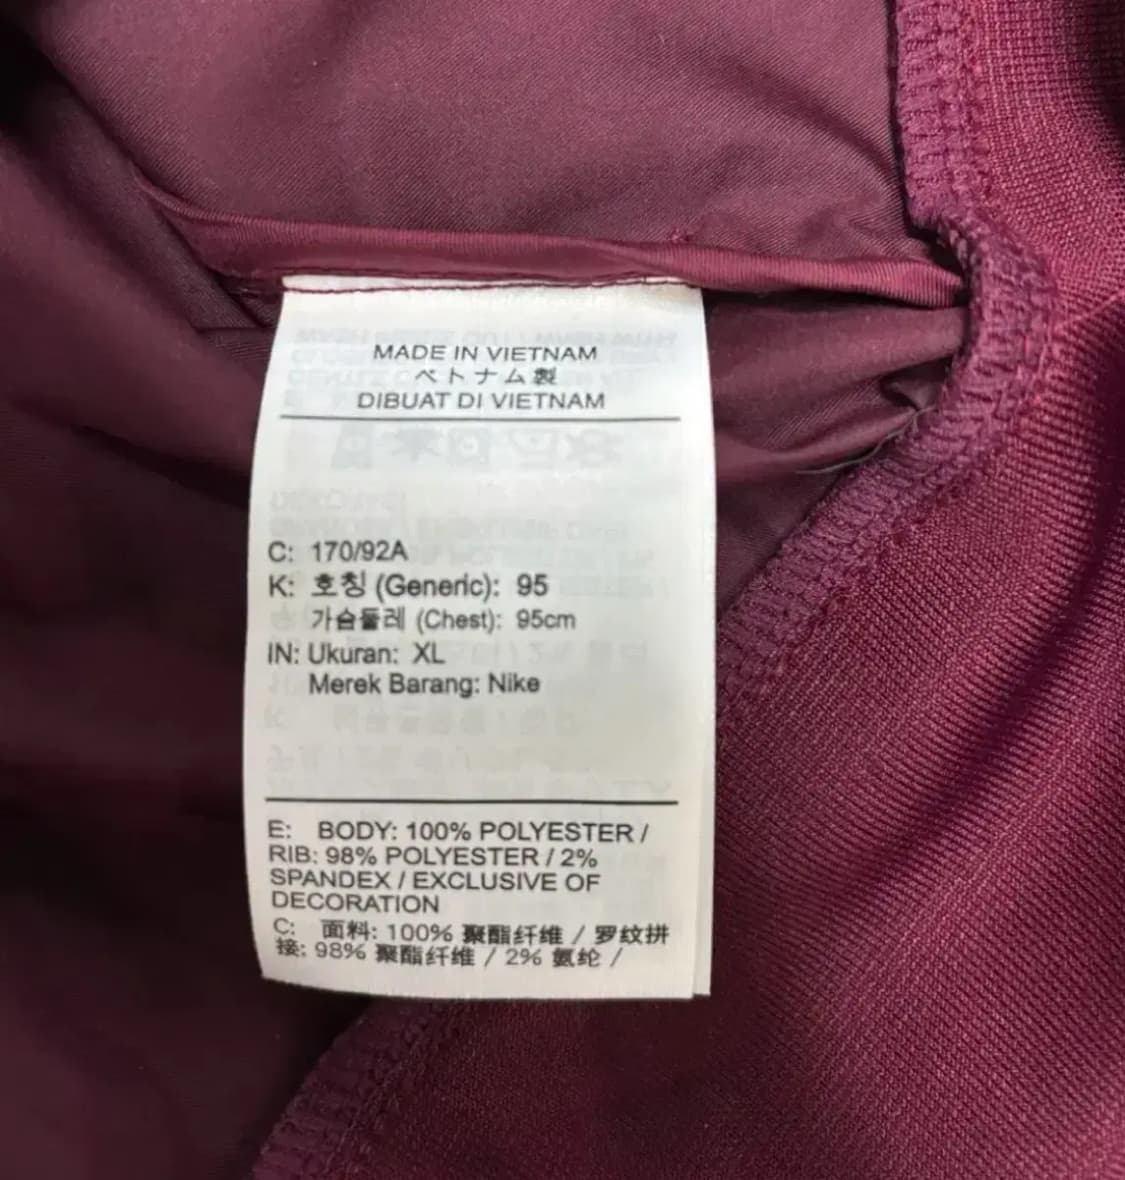 MADE IN VIETNAM
ベトナム製
DIBUAT DI VIETNAM
C: 170/92A
K: 호칭 (Generic): 95
가슴둘레 (Chest): 95cm
IN: Ukuran: XL
Merek Barang: Nike
E: BODY: 100% POLYESTER /
RIB: 98% POLYESTER / 2%
SPANDEX / EXCLUSIVE OF
DECORATION
C: 面料: 100% 聚酯纤维 / 罗纹拼
接: 98% 聚酯纤维 / 2% 氨纶 /